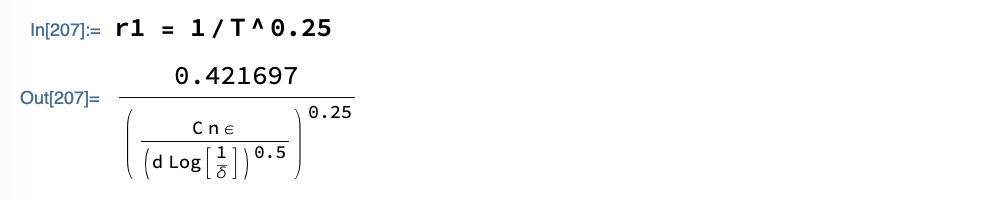 In[207]:= r1 = 1/T^0.25
0.421697
Out[207]=
0.25
C n ϵ
(d Log[1/δ])^0.5